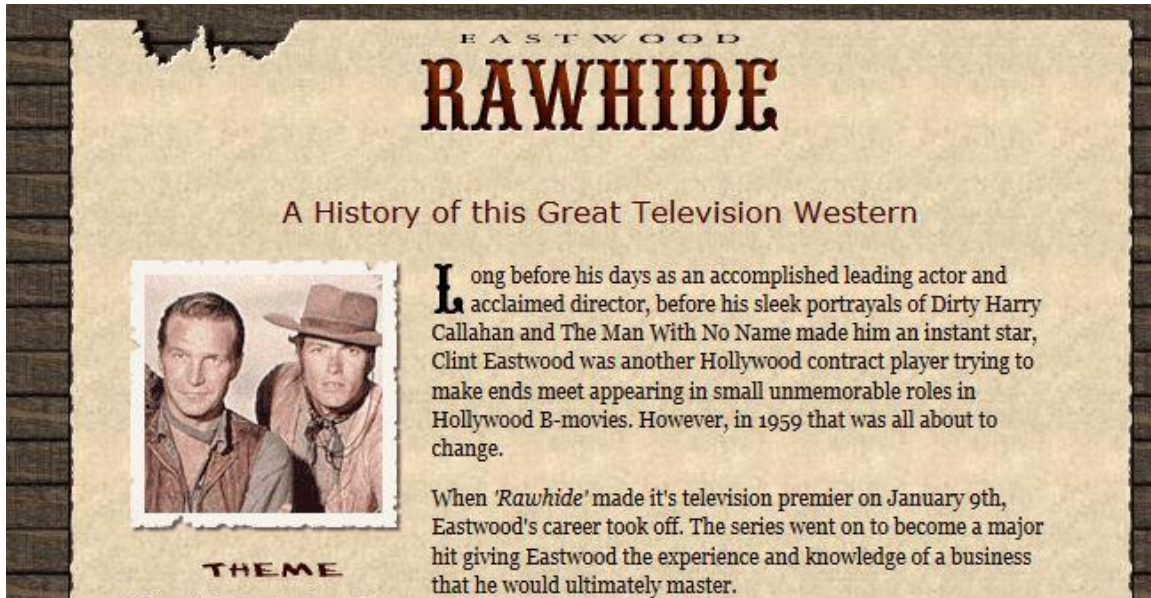 EASTWOOD
RAWHIDE
A History of this Great Television Western
Long before his days as an accomplished leading actor and
acclaimed director, before his sleek portrayals of Dirty Harry
Callahan and The Man With No Name made him an instant star,
Clint Eastwood was another Hollywood contract player trying to
make ends meet appearing in small unmemorable roles in
Hollywood B-movies. However, in 1959 that was all about to
change.
When 'Rawhide' made it's television premier on January 9th,
Eastwood's career took off. The series went on to become a major
hit giving Eastwood the experience and knowledge of a business
that he would ultimately master.
THEME